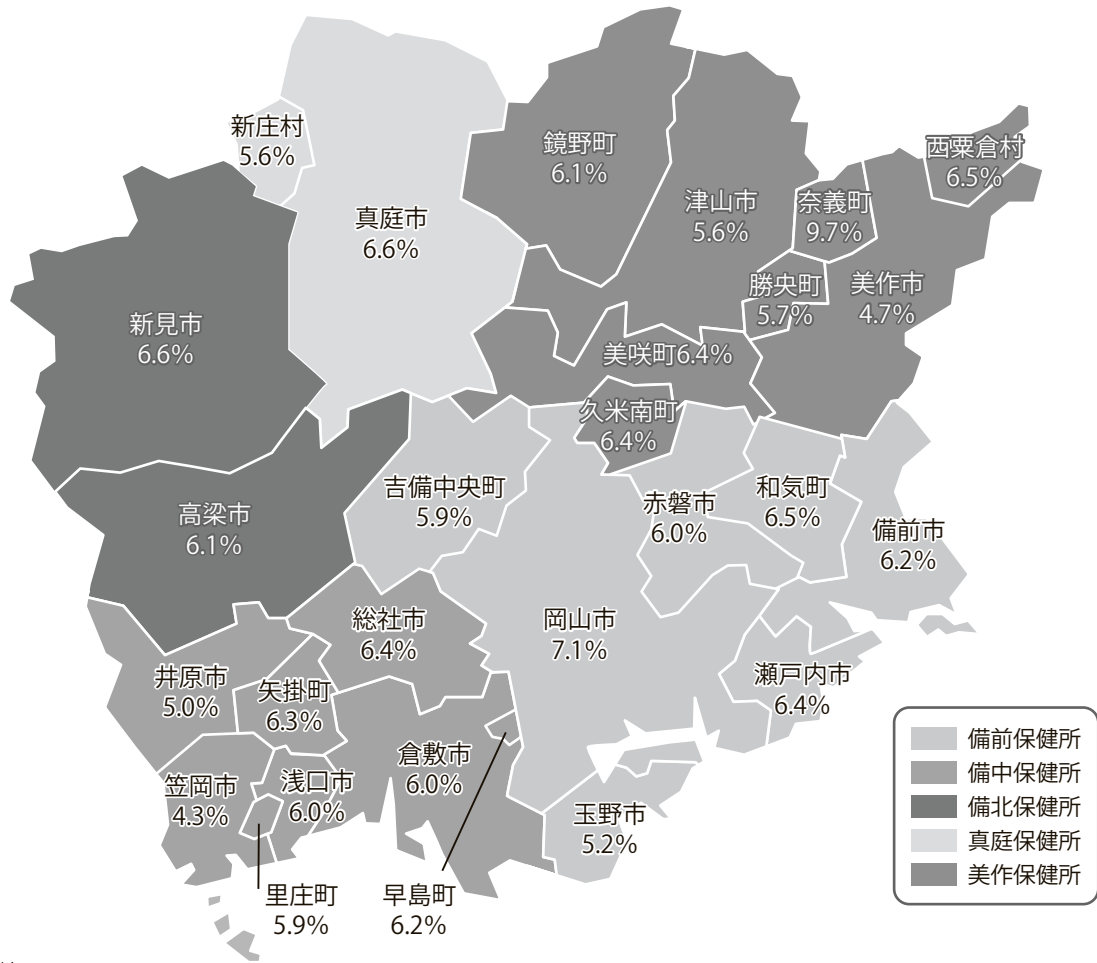 新庄村
5.6%
真庭市
6.6%
鏡野町
6.1%
津山市
5.6%
奈義町
9.7%
西粟倉村
6.5%
勝央町
5.7%
美作市
4.7%
新見市
6.6%
美咲町6.4%
久米南町
6.4%
高梁市
6.1%
吉備中央町
5.9%
赤磐市
6.0%
和気町
6.5%
備前市
6.2%
総社市
6.4%
岡山市
7.1%
瀬戸内市
6.4%
井原市
5.0%
矢掛町
6.3%
倉敷市
6.0%
笠岡市
4.3%
浅口市
6.0%
玉野市
5.2%
里庄町
5.9%
早島町
6.2%
備前保健所
備中保健所
備北保健所
真庭保健所
美作保健所